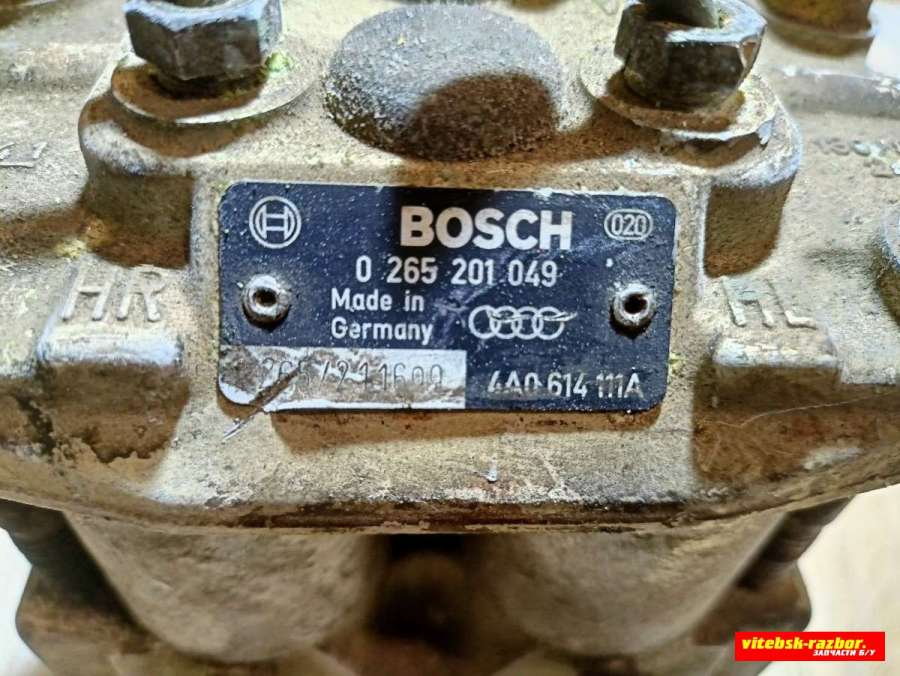 BOSCH
020
0 265 201 049
Made in
Germany
4A0 614 111A
HR
HL
vitebsk-razbor.
ЗАПЧАСТИ Б/У